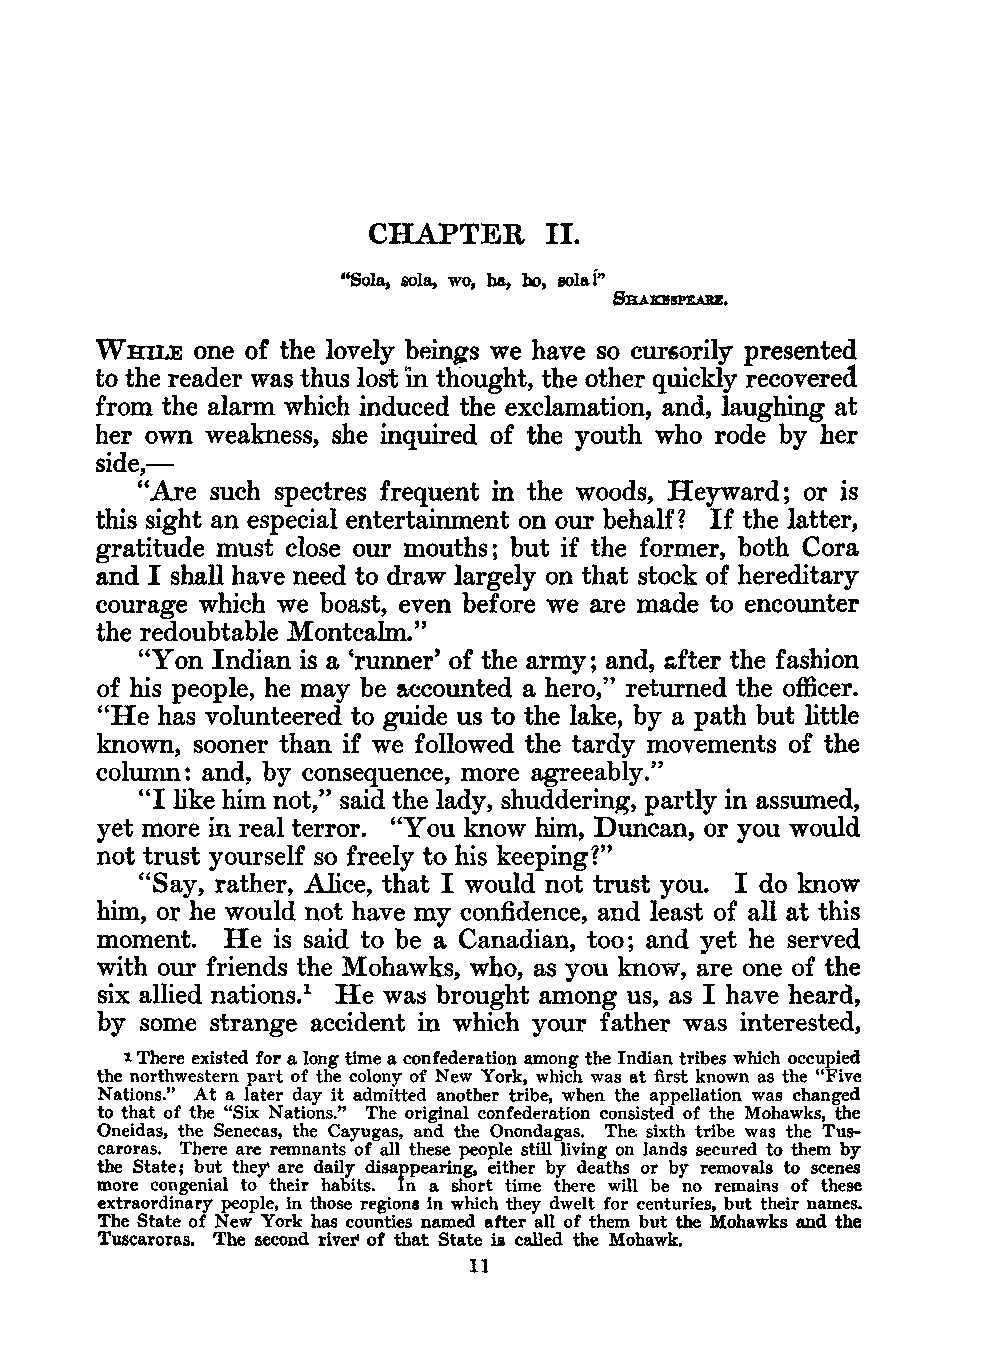 CHAPTER II.
“Sola, sola, wo, ha, ho, sola!”
SHAKESPEARE.
WHILE one of the lovely beings we have so cursorily presented
to the reader was thus lost in thought, the other quickly recovered
from the alarm which induced the exclamation, and, laughing at
her own weakness, she inquired of the youth who rode by her
side,—
“Are such spectres frequent in the woods, Heyward; or is
this sight an especial entertainment on our behalf? If the latter,
gratitude must close our mouths; but if the former, both Cora
and I shall have need to draw largely on that stock of hereditary
courage which we boast, even before we are made to encounter
the redoubtable Montcalm.”
“Yon Indian is a ‘runner’ of the army; and, after the fashion
of his people, he may be accounted a hero,” returned the officer.
“He has volunteered to guide us to the lake, by a path but little
known, sooner than if we followed the tardy movements of the
column: and, by consequence, more agreeably.”
“I like him not,” said the lady, shuddering, partly in assumed,
yet more in real terror. “You know him, Duncan, or you would
not trust yourself so freely to his keeping?”
“Say, rather, Alice, that I would not trust you. I do know
him, or he would not have my confidence, and least of all at this
moment. He is said to be a Canadian, too; and yet he served
with our friends the Mohawks, who, as you know, are one of the
six allied nations.¹ He was brought among us, as I have heard,
by some strange accident in which your father was interested,
¹ There existed for a long time a confederation among the Indian tribes which occupied
the northwestern part of the colony of New York, which was at first known as the “Five
Nations.” At a later day it admitted another tribe, when the appellation was changed
to that of the “Six Nations.” The original confederation consisted of the Mohawks, the
Oneidas, the Senecas, the Cayugas, and the Onondagas. The sixth tribe was the Tus-
caroras. There are remnants of all these people still living on lands secured to them by
the State; but they are daily disappearing, either by deaths or by removals to scenes
more congenial to their habits. In a short time there will be no remains of these
extraordinary people, in those regions in which they dwelt for centuries, but their names.
The State of New York has counties named after all of them but the Mohawks and the
Tuscaroras. The second river of that State is called the Mohawk.
11